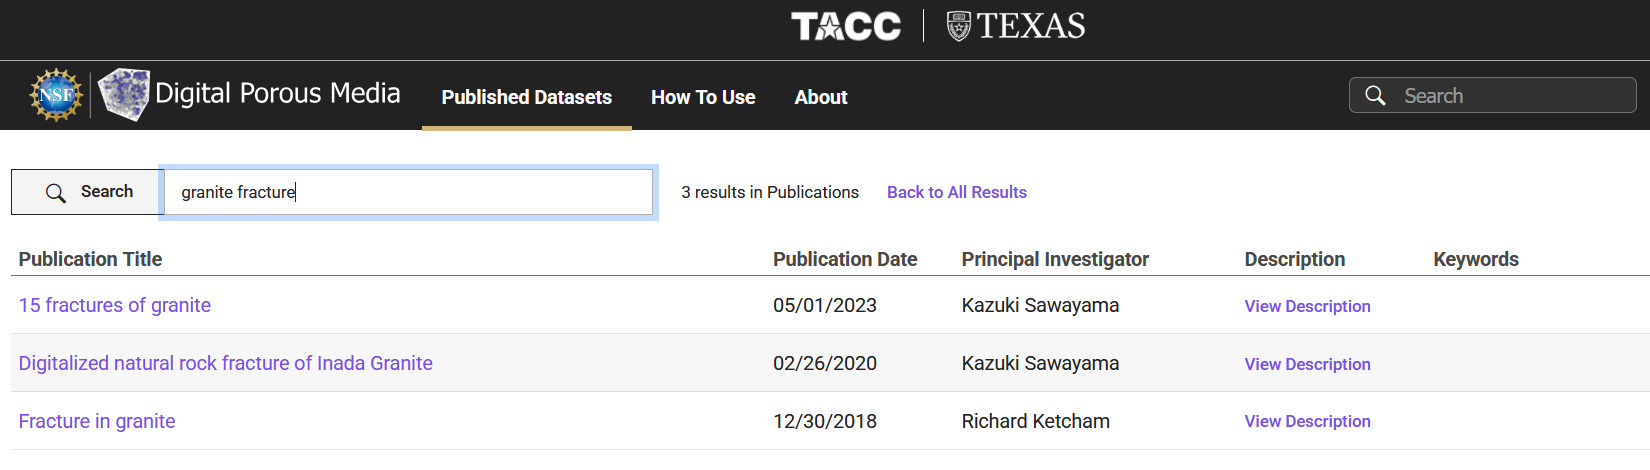 TACC TEXAS
NSF Digital Porous Media Published Datasets How To Use About Search
Search granite fracture 3 results in Publications Back to All Results
Publication Title Publication Date Principal Investigator Description Keywords
15 fractures of granite 05/01/2023 Kazuki Sawayama View Description
Digitalized natural rock fracture of Inada Granite 02/26/2020 Kazuki Sawayama View Description
Fracture in granite 12/30/2018 Richard Ketcham View Description